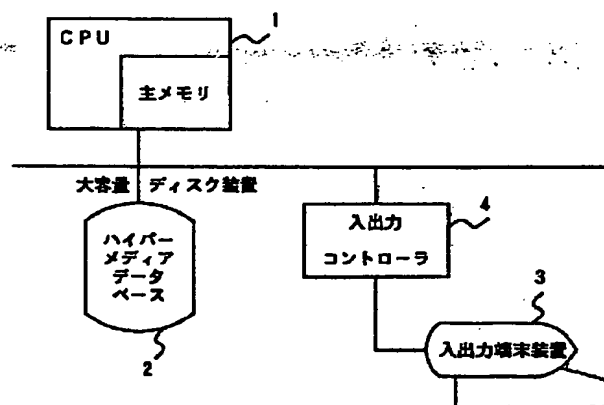 1
CPU
主メモリ
大容量 ディスク装置
ハイパー
メディア
データ
ベース
2
4
入出力
コントローラ
3
入出力端末装置